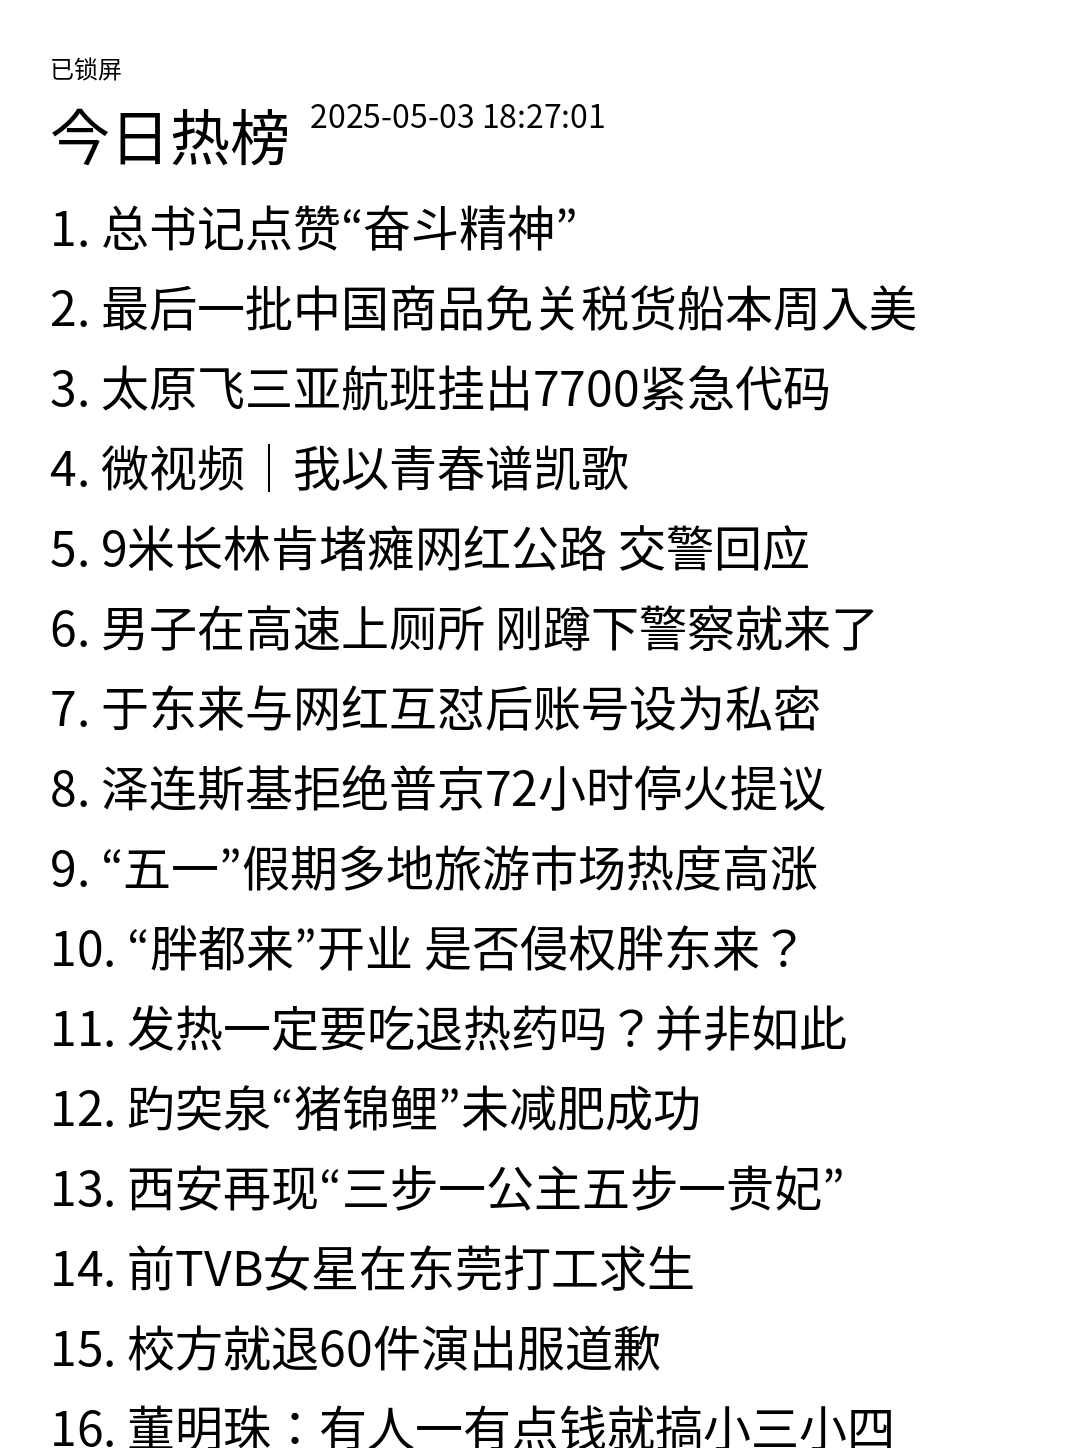 已锁屏
今日热榜 2025-05-03 18:27:01
1. 总书记点赞“奋斗精神”
2. 最后一批中国商品免关税货船本周入美
3. 太原飞三亚航班挂出7700紧急代码
4. 微视频｜我以青春谱凯歌
5. 9米长林肯堵瘫网红公路 交警回应
6. 男子在高速上厕所 刚蹲下警察就来了
7. 于东来与网红互怼后账号设为私密
8. 泽连斯基拒绝普京72小时停火提议
9. “五一”假期多地旅游市场热度高涨
10. “胖都来”开业 是否侵权胖东来？
11. 发热一定要吃退热药吗？并非如此
12. 趵突泉“猪锦鲤”未减肥成功
13. 西安再现“三步一公主五步一贵妃”
14. 前TVB女星在东莞打工求生
15. 校方就退60件演出服道歉
16. 董明珠：有人一有点钱就搞小三小四